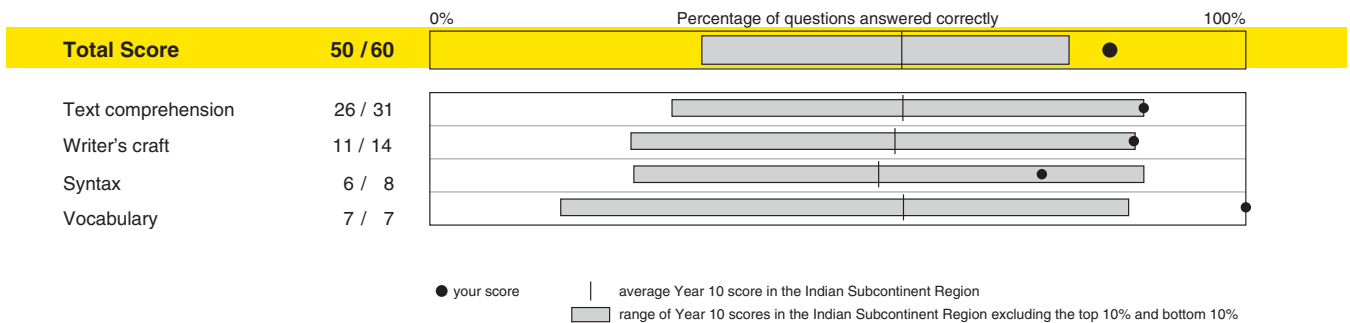 0% Percentage of questions answered correctly 100%
Total Score 50 / 60
Text comprehension 26 / 31
Writer's craft 11 / 14
Syntax 6 / 8
Vocabulary 7 / 7
your score average Year 10 score in the Indian Subcontinent Region
range of Year 10 scores in the Indian Subcontinent Region excluding the top 10% and bottom 10%